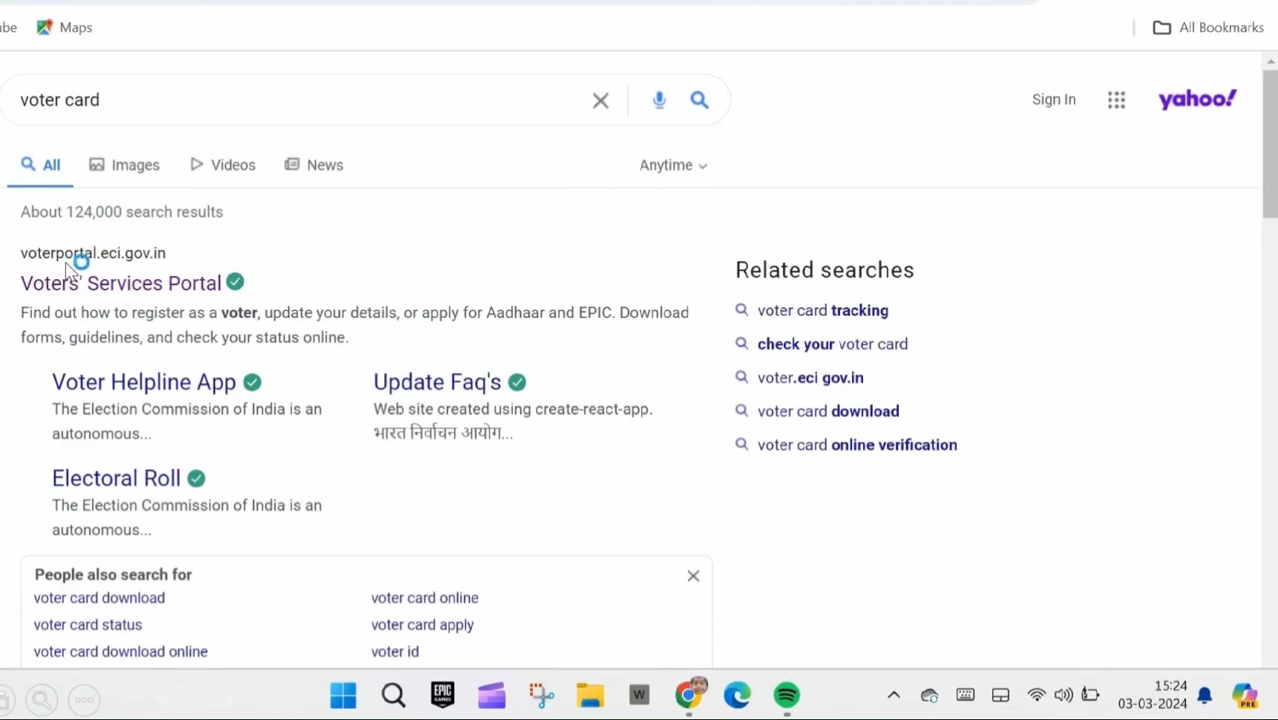 Maps
All Bookmarks
voter card
Sign In
yahoo!
All
Images
Videos
News
Anytime
About 124,000 search results
voterportal.eci.gov.in
Voters' Services Portal
Find out how to register as a voter, update your details, or apply for Aadhaar and EPIC. Download
forms, guidelines, and check your status online.
Voter Helpline App
The Election Commission of India is an
autonomous...
Update Faq's
Web site created using create-react-app.
भारत निर्वाचन आयोग...
Electoral Roll
The Election Commission of India is an
autonomous...
Related searches
voter card tracking
check your voter card
voter.eci gov.in
voter card download
voter card online verification
People also search for
voter card download
voter card online
voter card status
voter card apply
voter card download online
voter id
EPIC
GAMES
W
15:24
03-03-2024
PRE